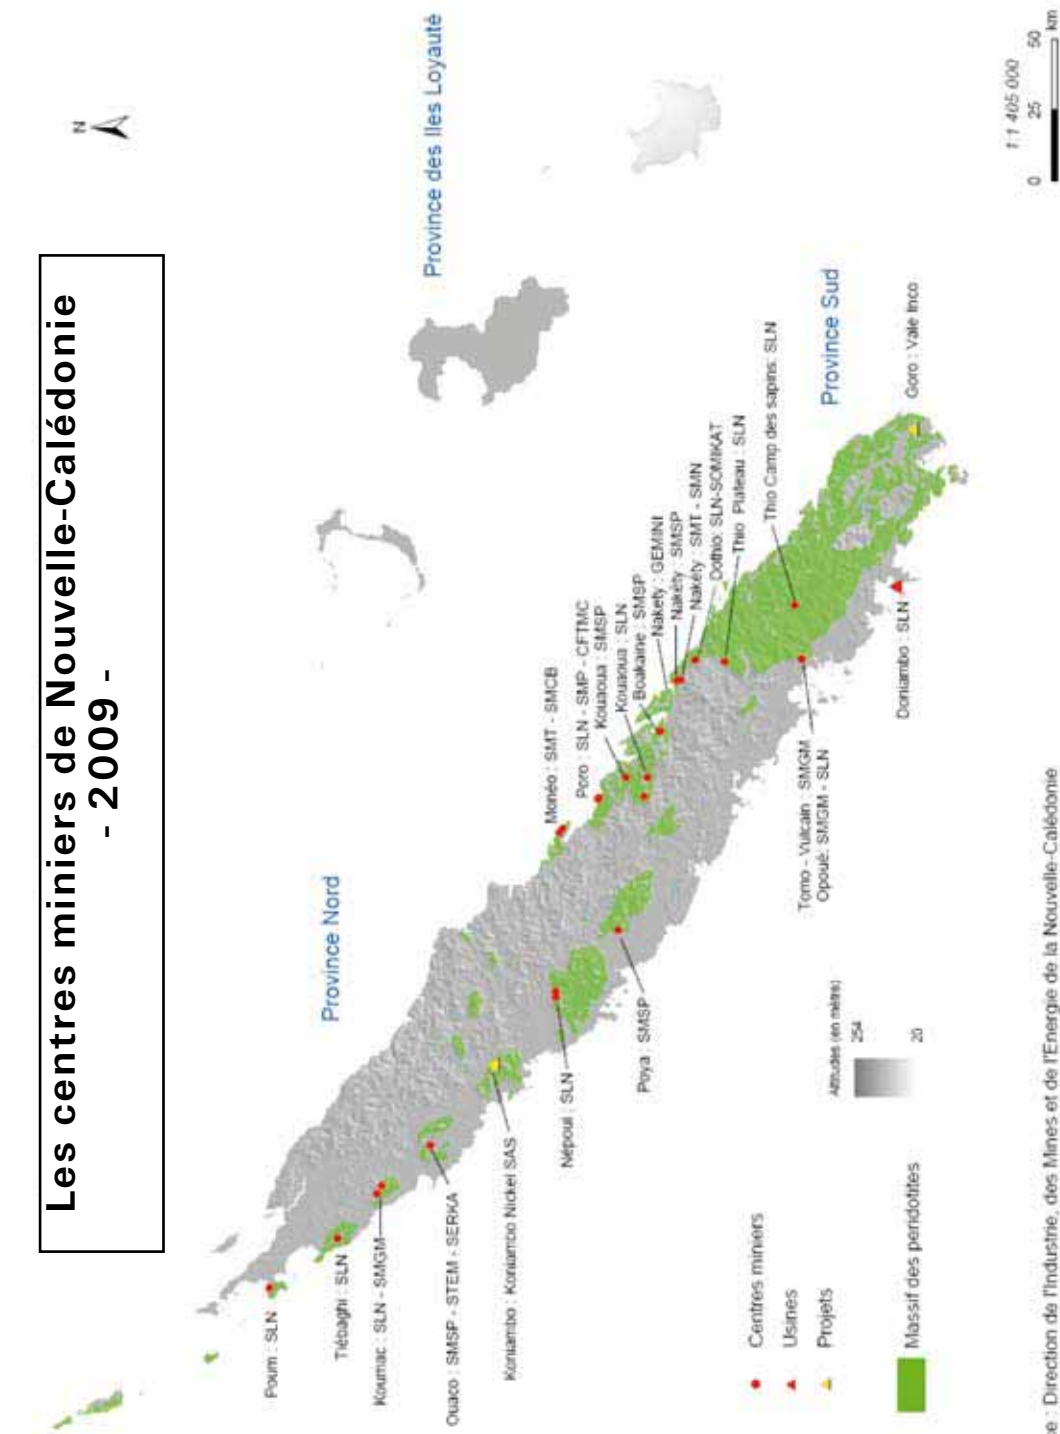 Les centres miniers de Nouvelle-Calédonie
- 2009 -
N
Province des Iles Loyauté
Province Nord
Province Sud
Poum : SLN
Tiébaghi : SLN
Koumac : SLN - SMGM
Ouaco : SMSP - STEM - SERKA
Koniambo : Koniambo Nickel SAS
Népoui : SLN
Poya : SMSP
Monéo : SMT - SMCB
Poro : SLN - SMP - CFTMC
Kouaoua : SMSP
Kouaoua : SLN
Boakaine : SMSP
Nakety : GEMINI
Nakéty : SMSP
Nakéty : SMT - SMN
Dothio: SLN-SOMIKAT
Thio Plateau : SLN
Thio Camp des sapins: SLN
Tomo - Vulcain : SMGM
Opoué: SMGM - SLN
Doniambo : SLN
Goro : Vale Inco
Centres miniers
Usines
Projets
Massif des peridotites
Altitudes (en mètre)
254
20
1:1 405 000
0 25 50 km
: Direction de l'Industrie, des Mines et de l'Energie de la Nouvelle-Calédonie